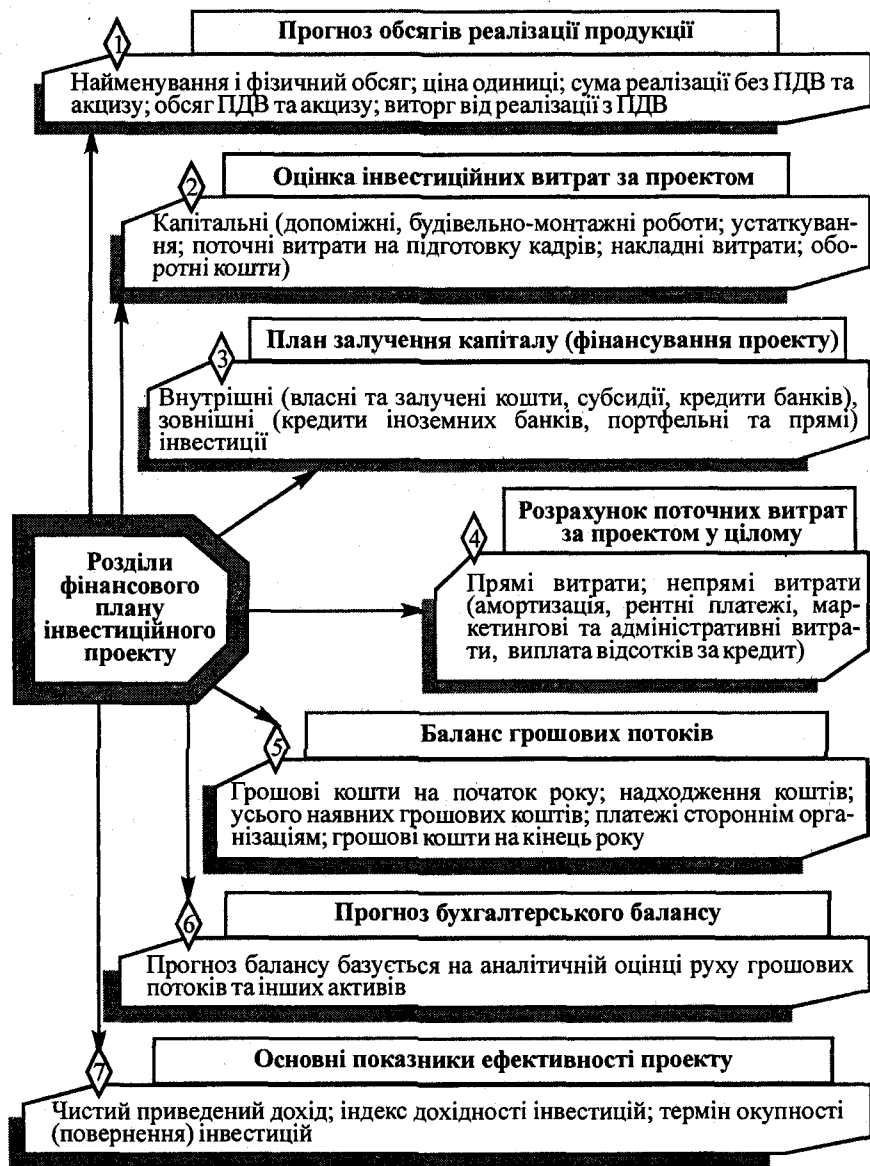 Прогноз обсягів реалізації продукції
1
Найменування і фізичний обсяг; ціна одиниці; сума реалізації без ПДВ та
акцизу; обсяг ПДВ та акцизу; виторг від реалізації з ПДВ
Оцінка інвестиційних витрат за проектом
2
Капітальні (допоміжні, будівельно-монтажні роботи; устаткуван-
ня; поточні витрати на підготовку кадрів; накладні витрати; обо-
ротні кошти)
План залучення капіталу (фінансування проекту)
3
Внутрішні (власні та залучені кошти, субсидії, кредити банків),
зовнішні (кредити іноземних банків, портфельні та прямі)
інвестиції
Розрахунок поточних витрат
за проектом у цілому
4
Прямі витрати; непрямі витрати
(амортизація, рентні платежі, мар-
кетингові та адміністративні витра-
ти, виплата відсотків за кредит)
Розділи
фінансового
плану
інвестиційного
проекту
Баланс грошових потоків
5
Грошові кошти на початок року; надходження коштів;
усього наявних грошових коштів; платежі стороннім орга-
нізаціям; грошові кошти на кінець року
Прогноз бухгалтерського балансу
6
Прогноз балансу базується на аналітичній оцінці руху грошових
потоків та інших активів
Основні показники ефективності проекту
7
Чистий приведений дохід; індекс дохідності інвестицій; термін окупності
(повернення) інвестицій